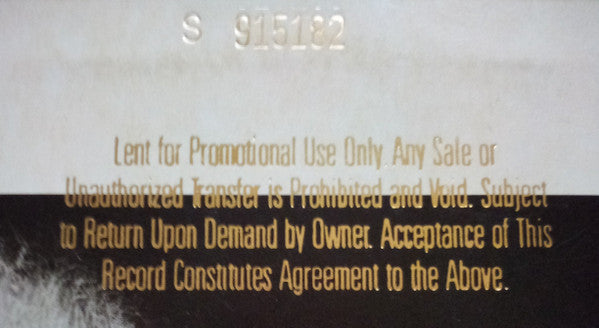 S 915182
Lent for Promotional Use Only. Any Sale or
Unauthorized Transfer is Prohibited and Void. Subject
to Return Upon Demand by Owner. Acceptance of This
Record Constitutes Agreement to the Above.